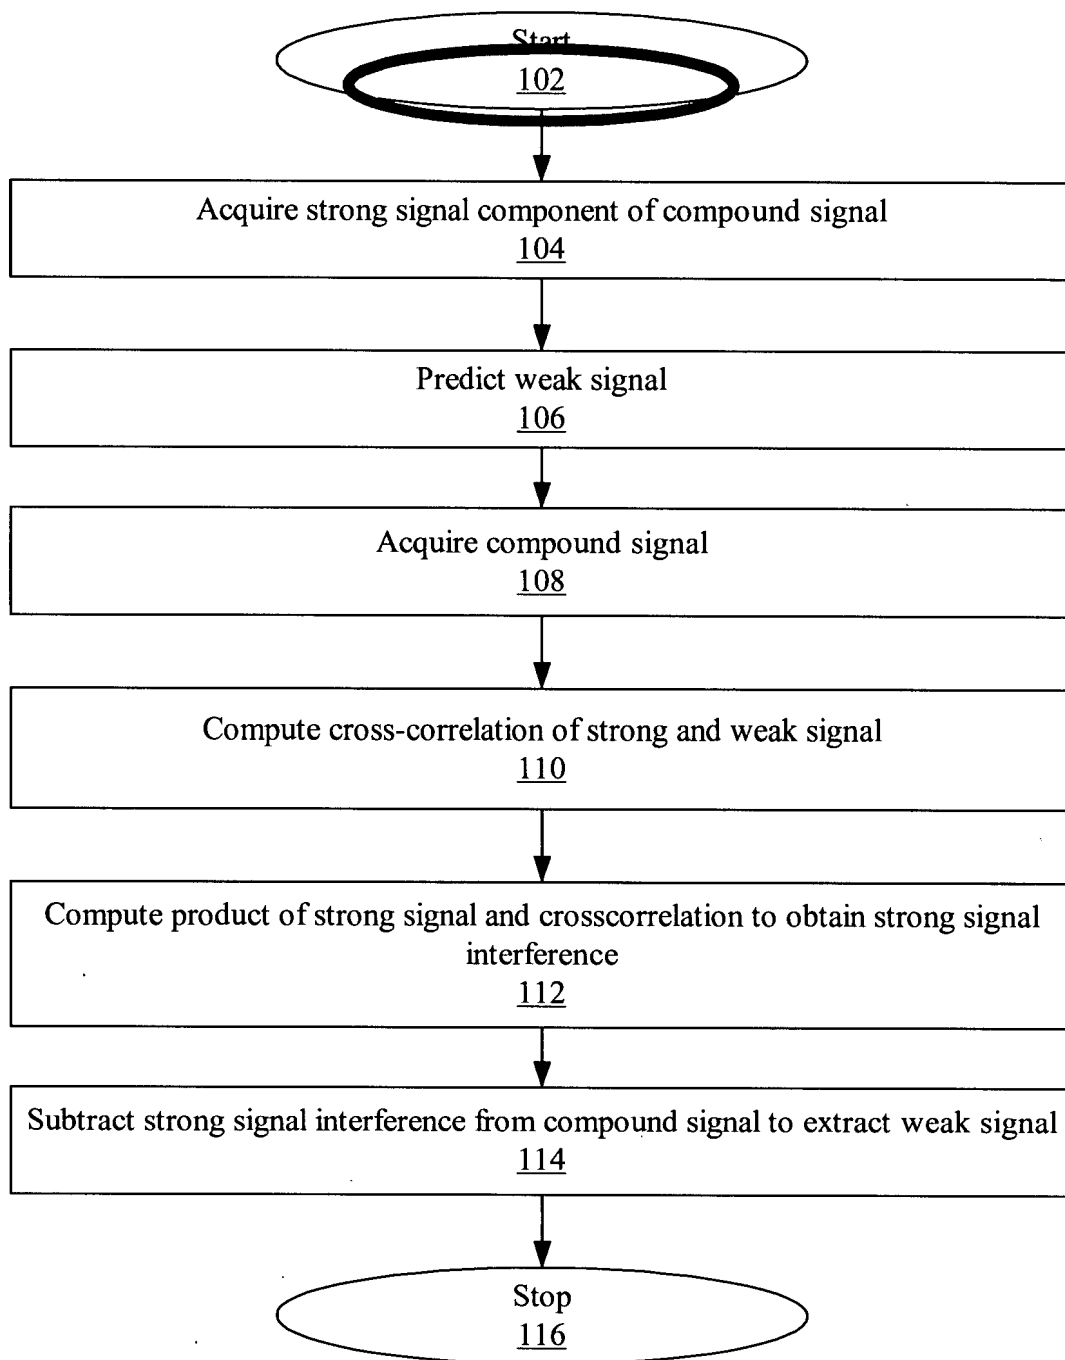 Start
102
Acquire strong signal component of compound signal
104
Predict weak signal
106
Acquire compound signal
108
Compute cross-correlation of strong and weak signal
110
Compute product of strong signal and crosscorrelation to obtain strong signal
interference
112
Subtract strong signal interference from compound signal to extract weak signal
114
Stop
116